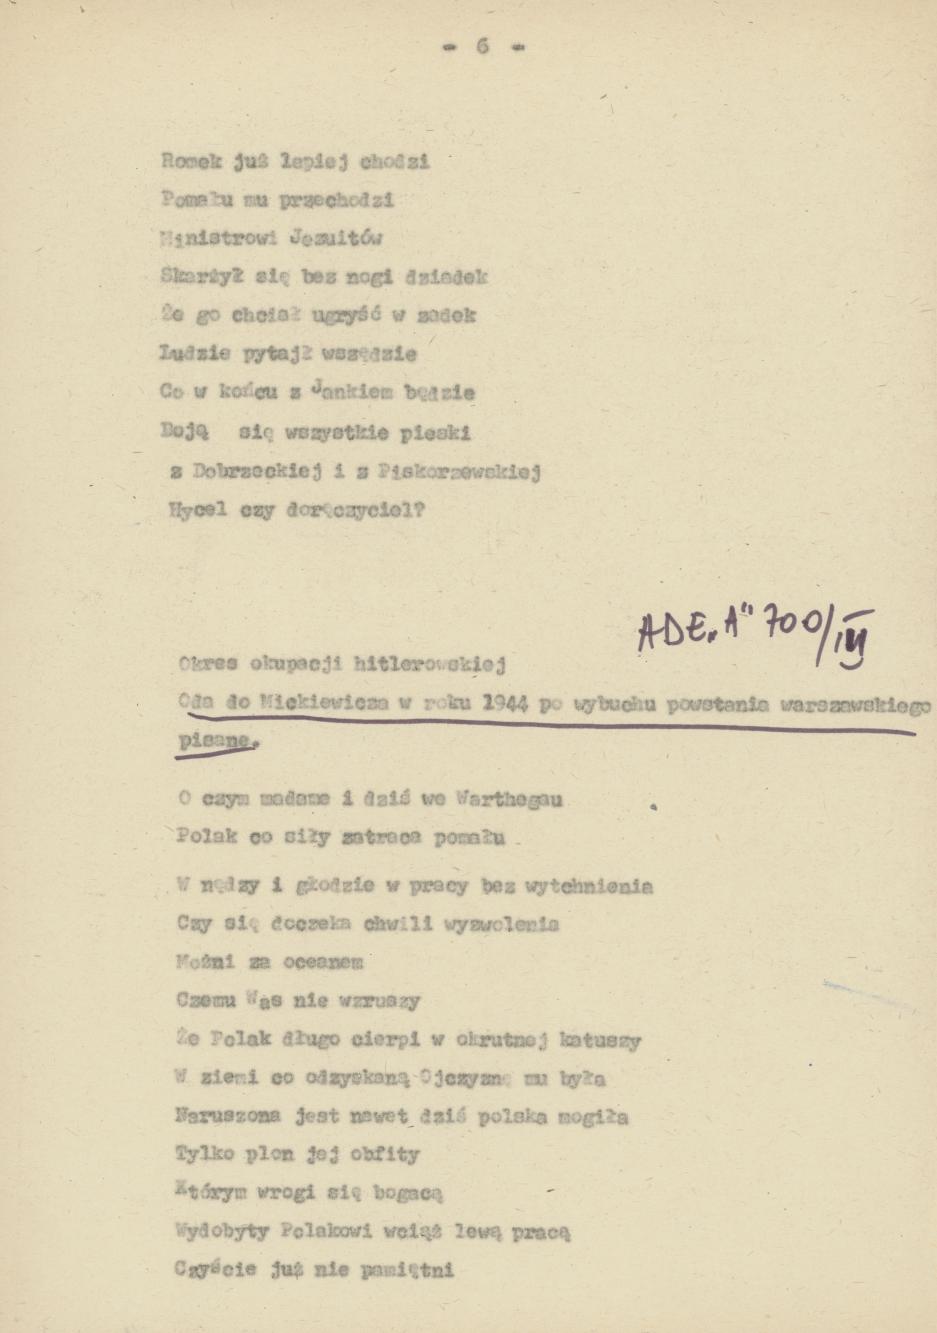 - 6 -
Romek już lepiej chodzi
Pomału mu przechodzi
Ministrowi Jezuitów
Skarżył się bez nogi dziadek
Że go chciał ugryść w zadek
Ludzie pytajł wszędzie
Co w końcu z Jankiem będzie
Boją się wszystkie pieski
z Dobrzeckiej i z Piskorzewskiej
Hycel czy doręczyciel?
ADE„A" 700/III
Okres okupacji hitlerowskiej
Oda do Mickiewicza w roku 1944 po wybuchu powstania warszawskiego
pisane.
O czym madame i dziś we Warthegau
Polak co siły zatraca pomału
W nędzy i głodzie w pracy bez wytchnienia
Czy się doczeka chwili wyzwolenia
Możni za oceanem
Czemu Was nie wzruszy
Że Polak długo cierpi w okrutnej katuszy
W ziemi co odzyskaną Ojczyznę mu była
Naruszona jest nawet dziś polska mogiła
Tylko plon jej obfity
Którym wrogi się bogacą
Wydobyty Polakowi wciąż lewą pracą
Czyście już nie pamiętni